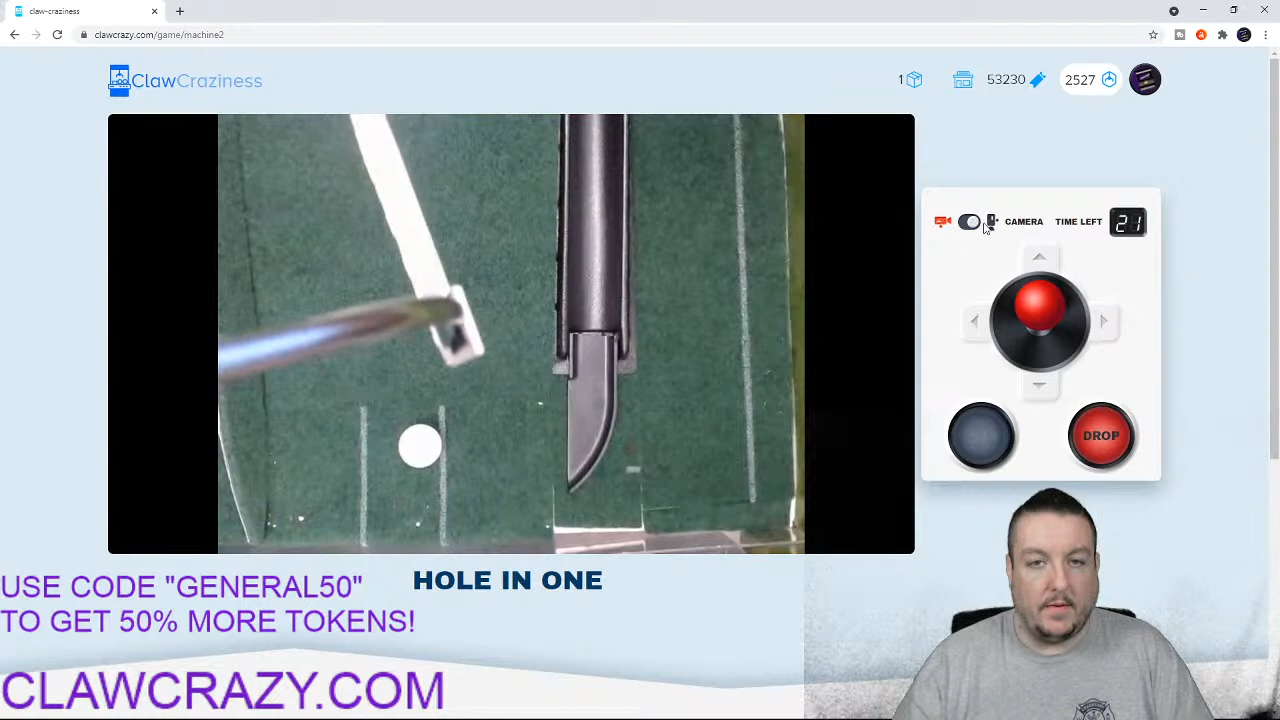 claw-craziness
clawcrazy.com/game/machine2
ClawCraziness
1
53230
2527
CAMERA
TIME LEFT
21
DROP
HOLE IN ONE
USE CODE "GENERAL50"
TO GET 50% MORE TOKENS!
CLAWCRAZY.COM